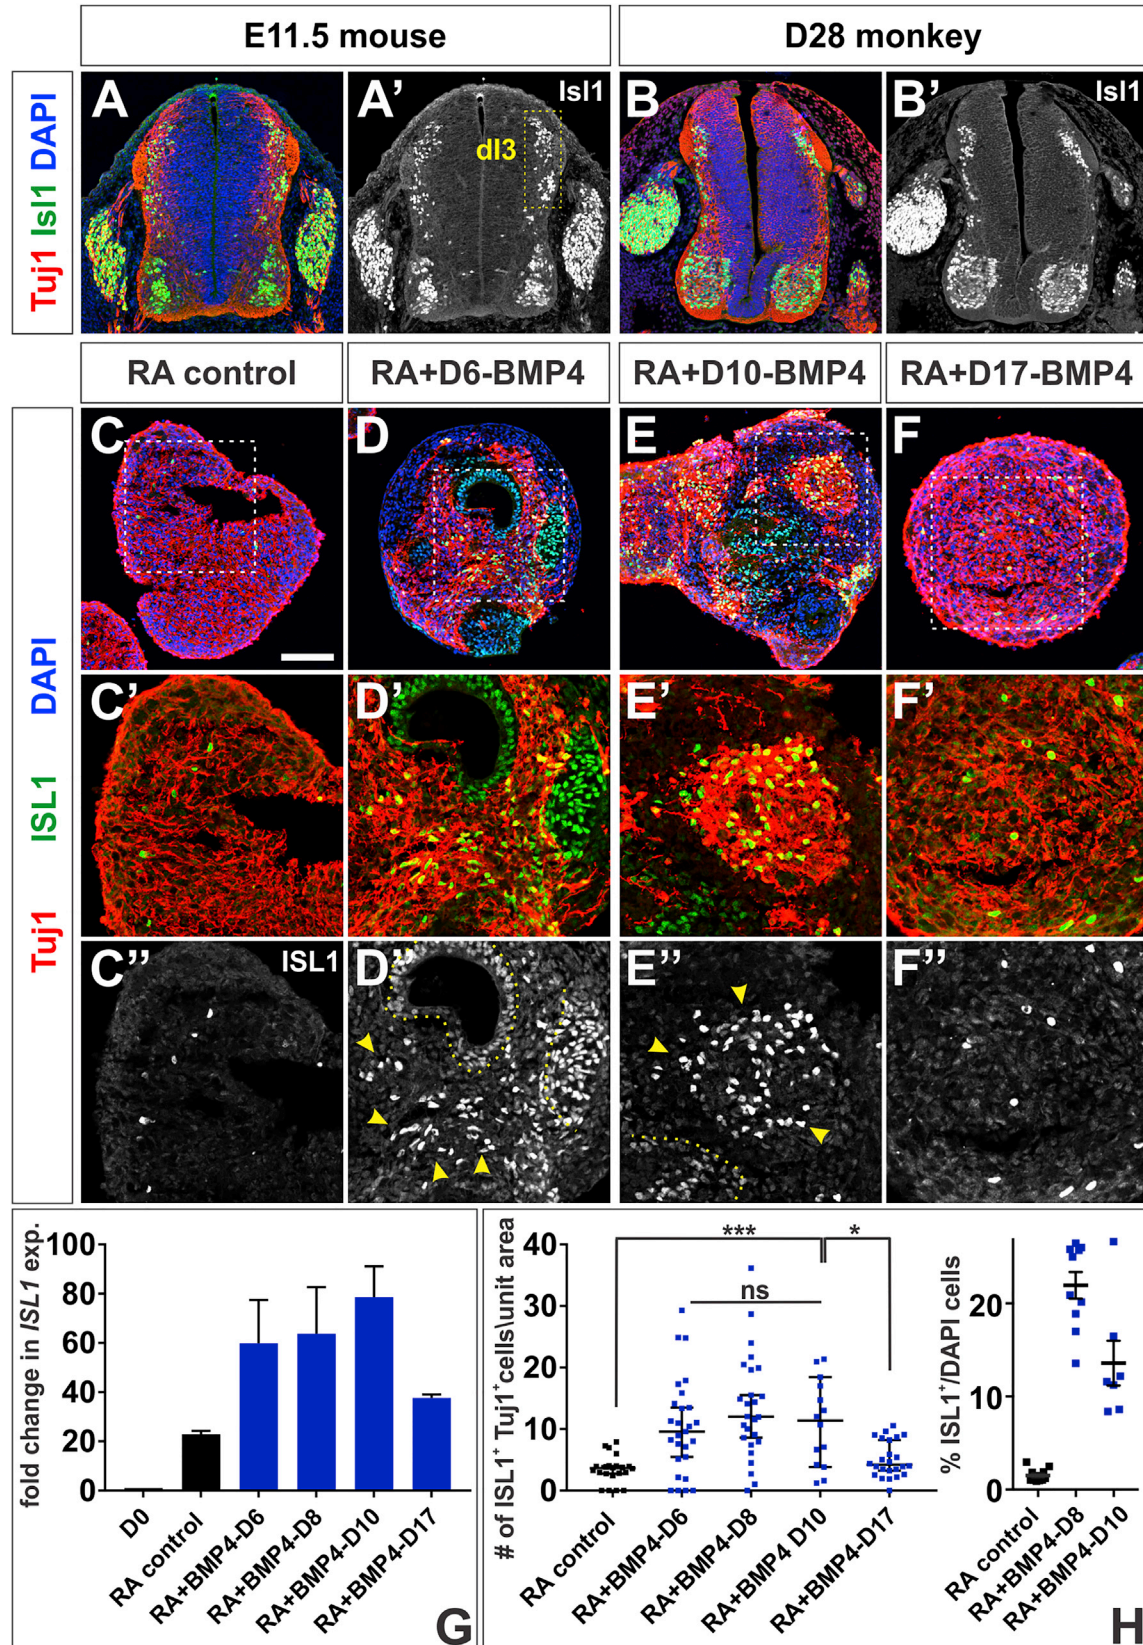 E11.5 mouse
D28 monkey
Tuj1 Isl1 DAPI
A
A'
Isl1
dI3
B
B'
Isl1
RA control
RA+D6-BMP4
RA+D10-BMP4
RA+D17-BMP4
Tuj1 ISL1 DAPI
C
D
E
F
C'
D'
E'
F'
C''
ISL1
D''
E''
F''
fold change in ISL1 exp.
100
80
60
40
20
0
D0
RA control
RA+BMP4-D6
RA+BMP4-D8
RA+BMP4-D10
RA+BMP4-D17
G
# of ISL1⁺ Tuj1⁺cells\unit area
40
30
20
10
0
***
*
ns
RA control
RA+BMP4-D6
RA+BMP4-D8
RA+BMP4 D10
RA+BMP4-D17
% ISL1⁺/DAPI cells
20
10
0
RA control
RA+BMP4-D8
RA+BMP4-D10
H